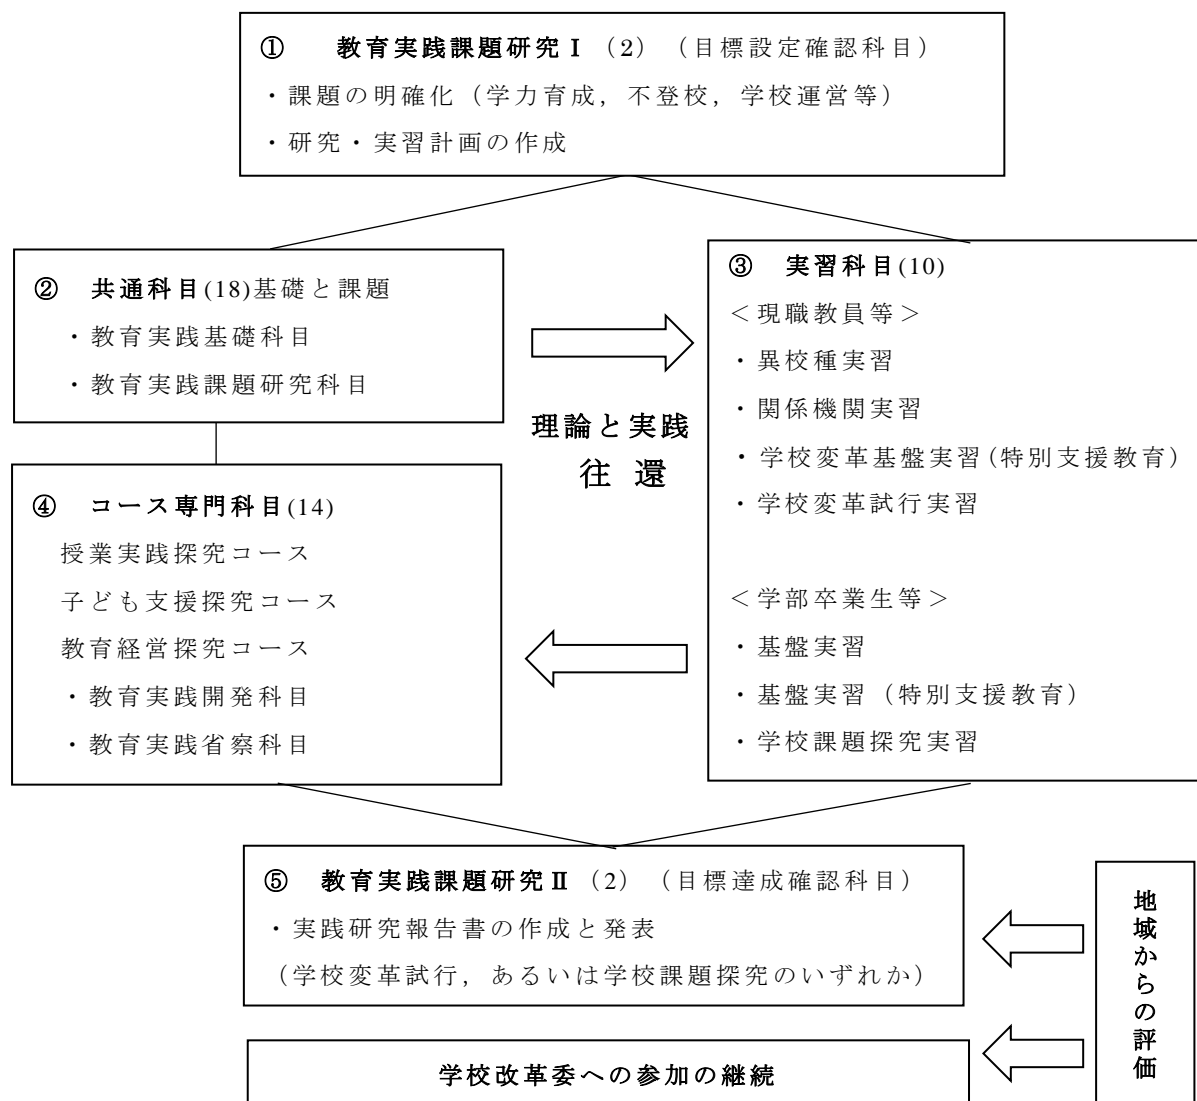 ① 教育実践課題研究Ⅰ（2）（目標設定確認科目）
・課題の明確化（学力育成，不登校，学校運営等）
・研究・実習計画の作成
② 共通科目(18)基礎と課題
・教育実践基礎科目
・教育実践課題研究科目
理論と実践
往還
③ 実習科目(10)
＜現職教員等＞
・異校種実習
・関係機関実習
・学校変革基盤実習(特別支援教育)
・学校変革試行実習
＜学部卒業生等＞
・基盤実習
・基盤実習（特別支援教育）
・学校課題探究実習
④ コース専門科目(14)
授業実践探究コース
子ども支援探究コース
教育経営探究コース
・教育実践開発科目
・教育実践省察科目
⑤ 教育実践課題研究Ⅱ（2）（目標達成確認科目）
・実践研究報告書の作成と発表
（学校変革試行，あるいは学校課題探究のいずれか）
地域からの評価
学校改革委への参加の継続